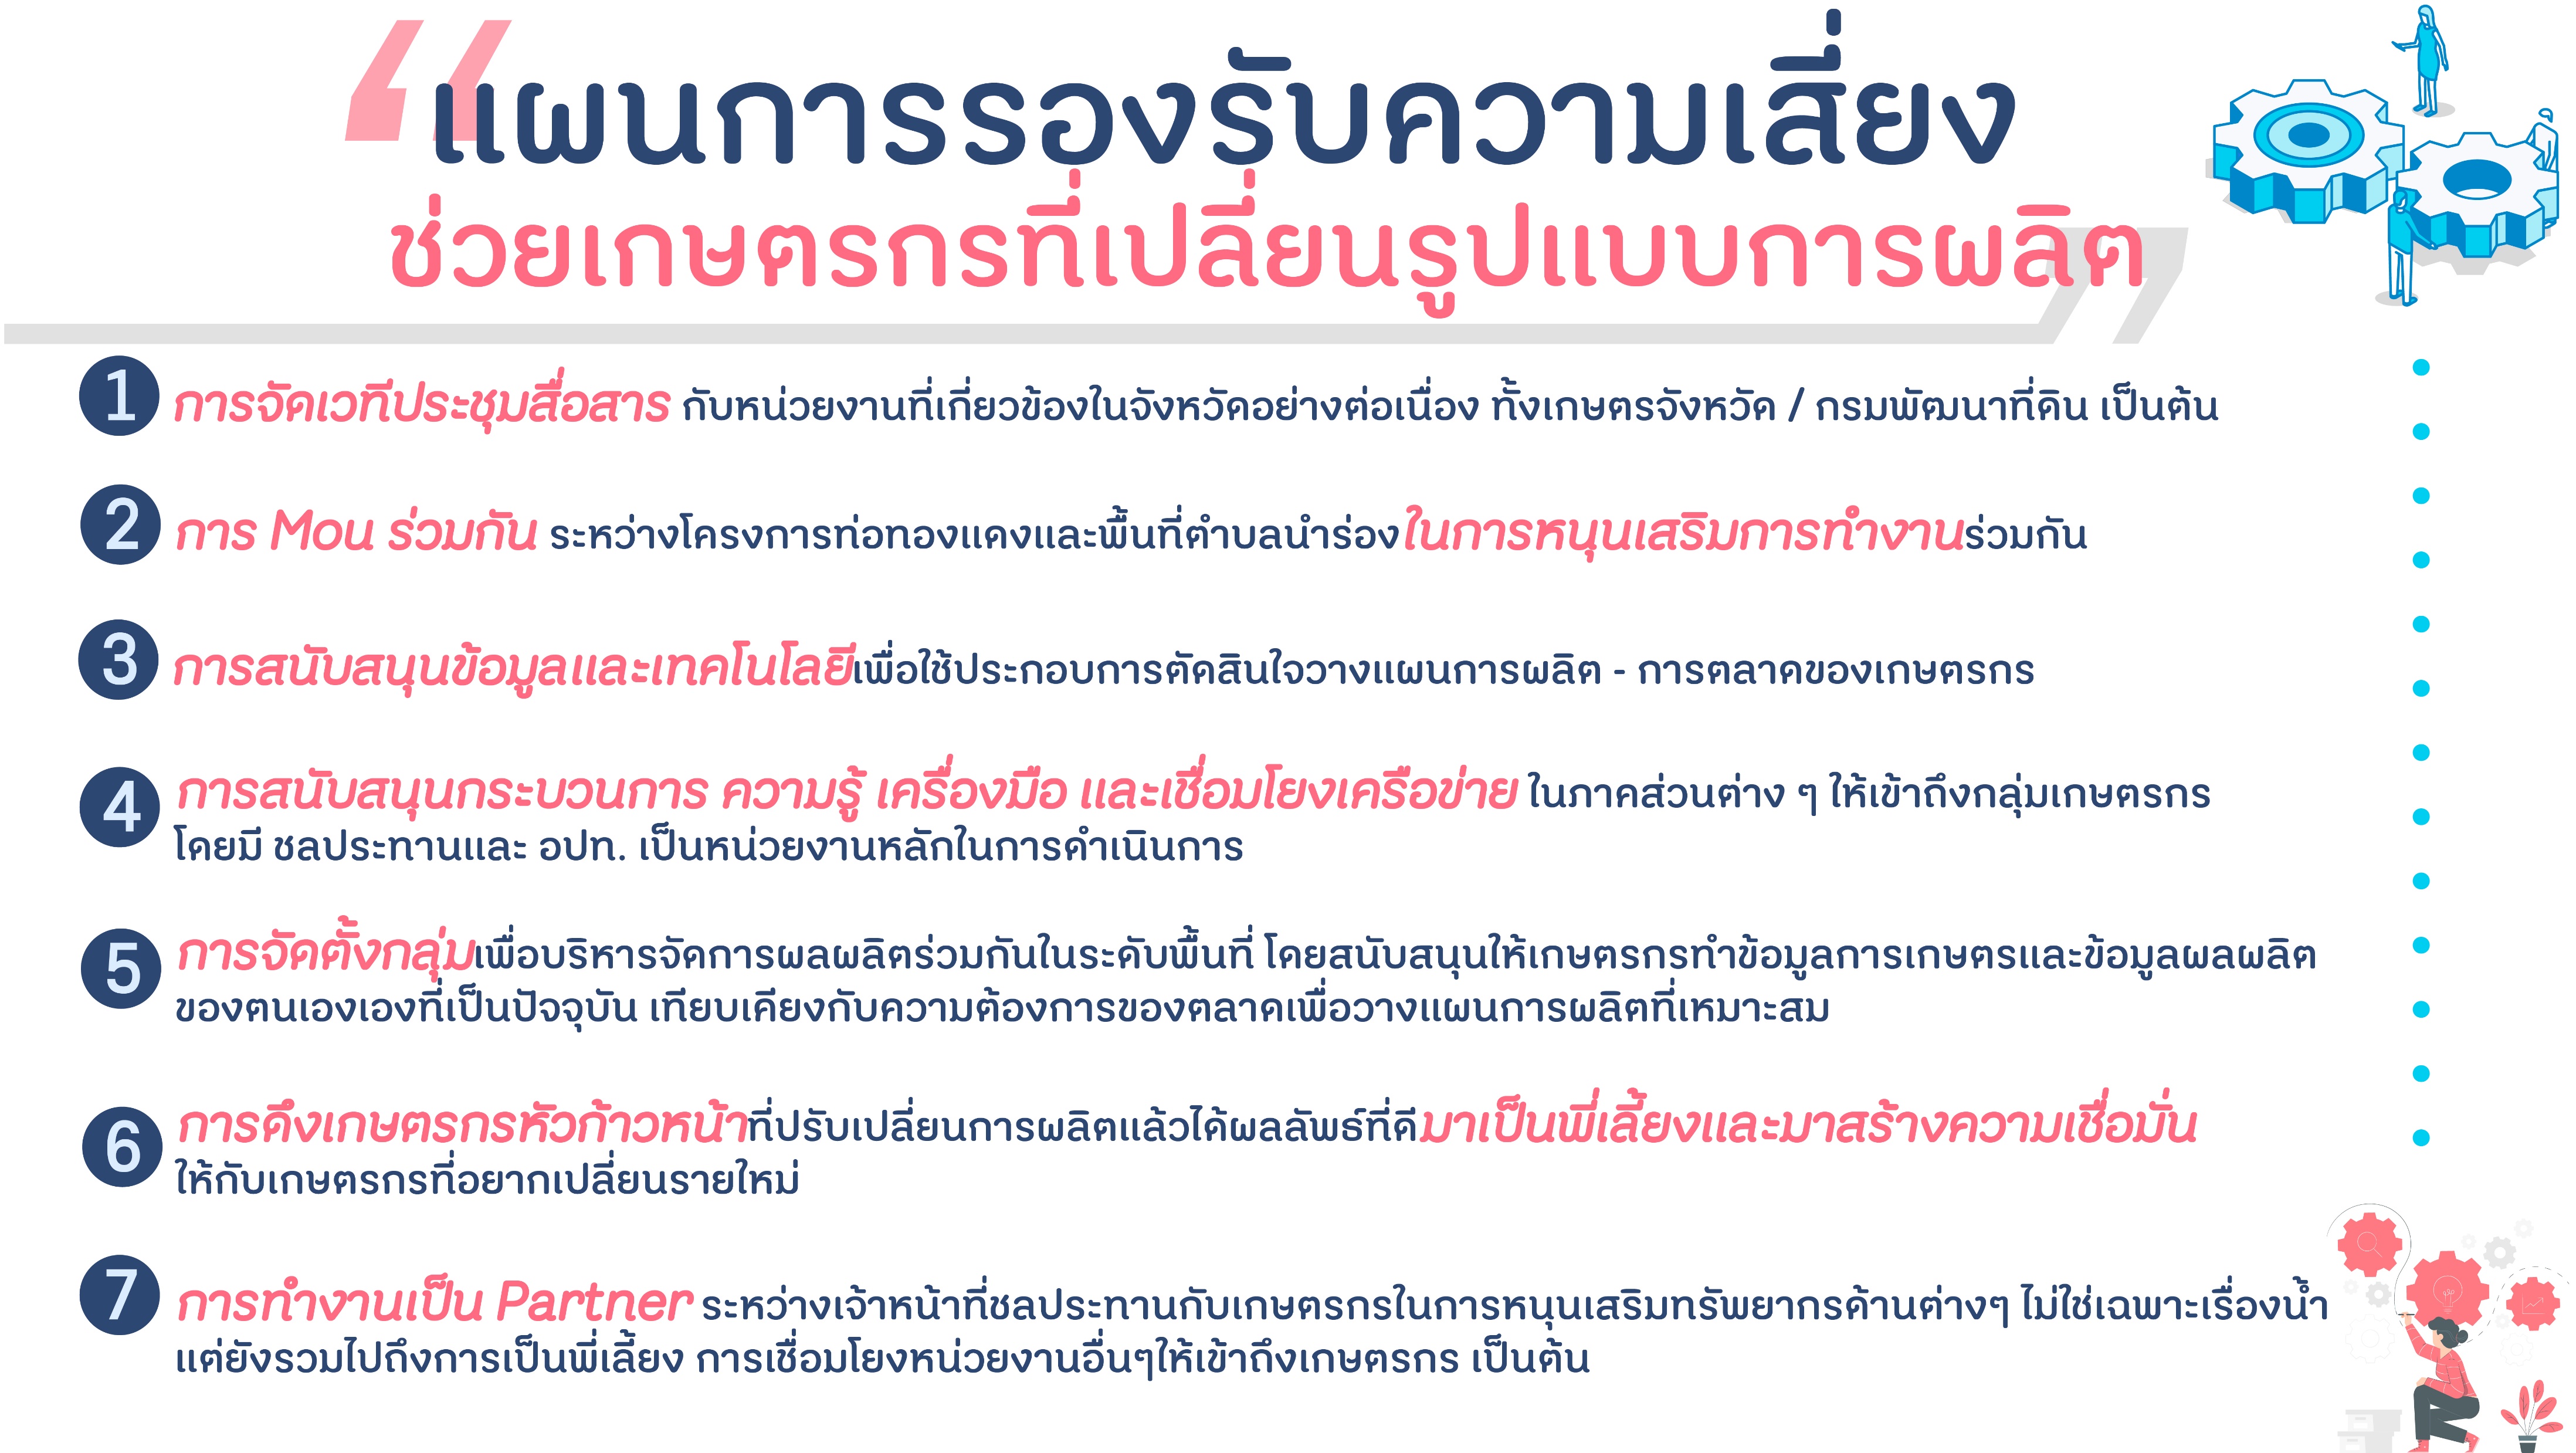 “แผนการรองรับความเสี่ยง
ช่วยเกษตรกรที่เปลี่ยนรูปแบบการผลิต”
1 การจัดเวทีประชุมสื่อสาร กับหน่วยงานที่เกี่ยวข้องในจังหวัดอย่างต่อเนื่อง ทั้งเกษตรจังหวัด / กรมพัฒนาที่ดิน เป็นต้น
2 การ Mou ร่วมกัน ระหว่างโครงการท่อทองแดงและพื้นที่ตำบลนำร่องในการหนุนเสริมการทำงานร่วมกัน
3 การสนับสนุนข้อมูลและเทคโนโลยีเพื่อใช้ประกอบการตัดสินใจวางแผนการผลิต - การตลาดของเกษตรกร
4 การสนับสนุนกระบวนการ ความรู้ เครื่องมือ และเชื่อมโยงเครือข่าย ในภาคส่วนต่าง ๆ ให้เข้าถึงกลุ่มเกษตรกร
โดยมี ชลประทานและ อปท. เป็นหน่วยงานหลักในการดำเนินการ
5 การจัดตั้งกลุ่มเพื่อบริหารจัดการผลผลิตร่วมกันในระดับพื้นที่ โดยสนับสนุนให้เกษตรกรทำข้อมูลการเกษตรและข้อมูลผลผลิต
ของตนเองเองที่เป็นปัจจุบัน เทียบเคียงกับความต้องการของตลาดเพื่อวางแผนการผลิตที่เหมาะสม
6 การดึงเกษตรกรหัวก้าวหน้าที่ปรับเปลี่ยนการผลิตแล้วได้ผลลัพธ์ที่ดีมาเป็นพี่เลี้ยงและมาสร้างความเชื่อมั่น
ให้กับเกษตรกรที่อยากเปลี่ยนรายใหม่
7 การทำงานเป็น Partner ระหว่างเจ้าหน้าที่ชลประทานกับเกษตรกรในการหนุนเสริมทรัพยากรด้านต่างๆ ไม่ใช่เฉพาะเรื่องน้ำ
แต่ยังรวมไปถึงการเป็นพี่เลี้ยง การเชื่อมโยงหน่วยงานอื่นๆให้เข้าถึงเกษตรกร เป็นต้น